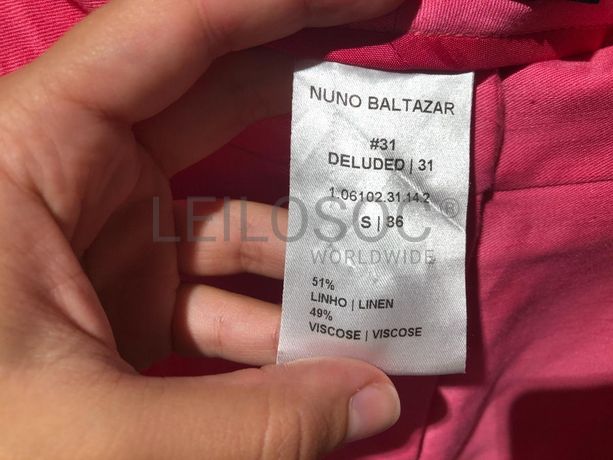 NUNO BALTAZAR
#31
DELUDED | 31
1.06102.31.14.2
S | 36
LEILOSOC®
WORLDWIDE
51%
LINHO | LINEN
49%
VISCOSE | VISCOSE